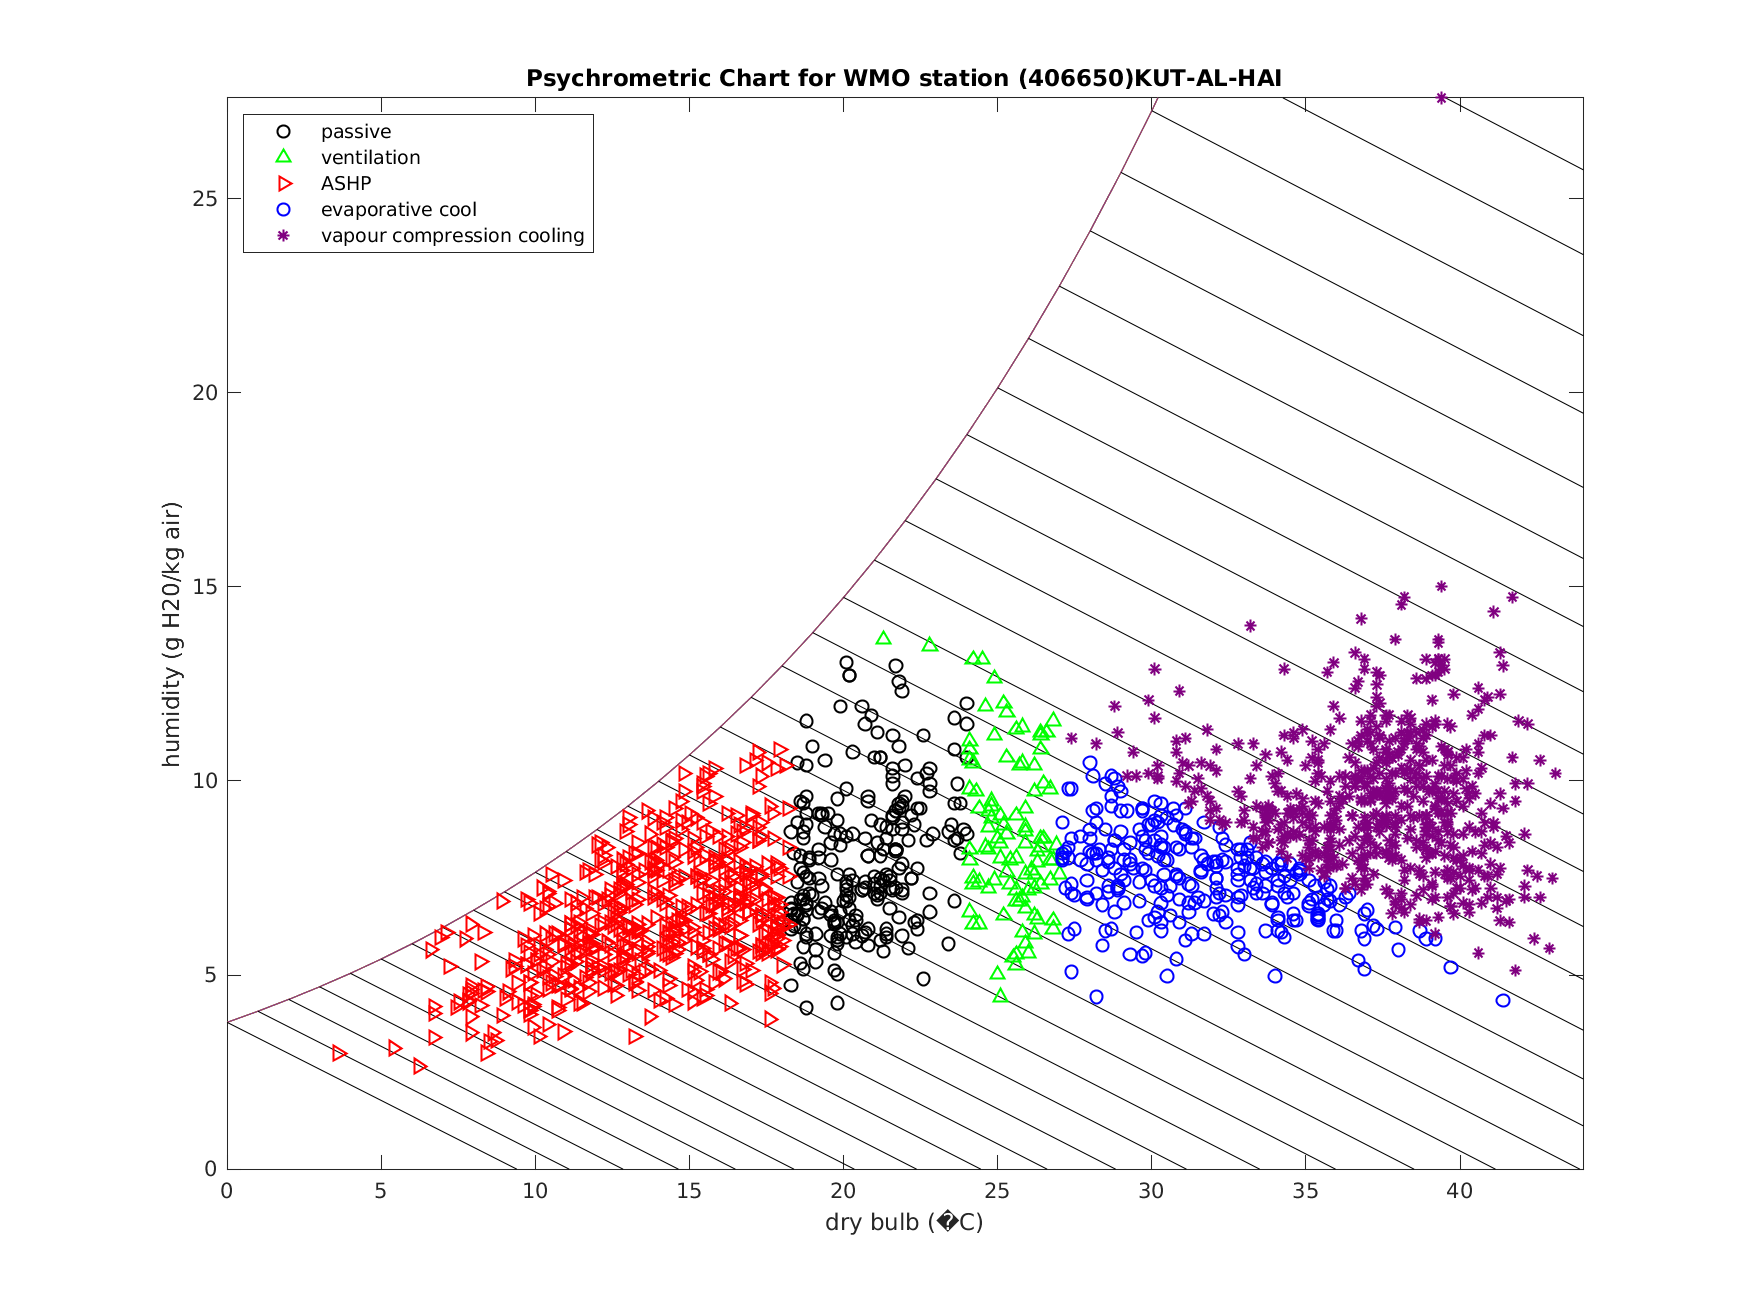 Psychrometric Chart for WMO station (406650)KUT-AL-HAI
passive
ventilation
ASHP
evaporative cool
vapour compression cooling
humidity (g H20/kg air)
25
20
15
10
5
0
0 5 10 15 20 25 30 35 40
dry bulb (�C)